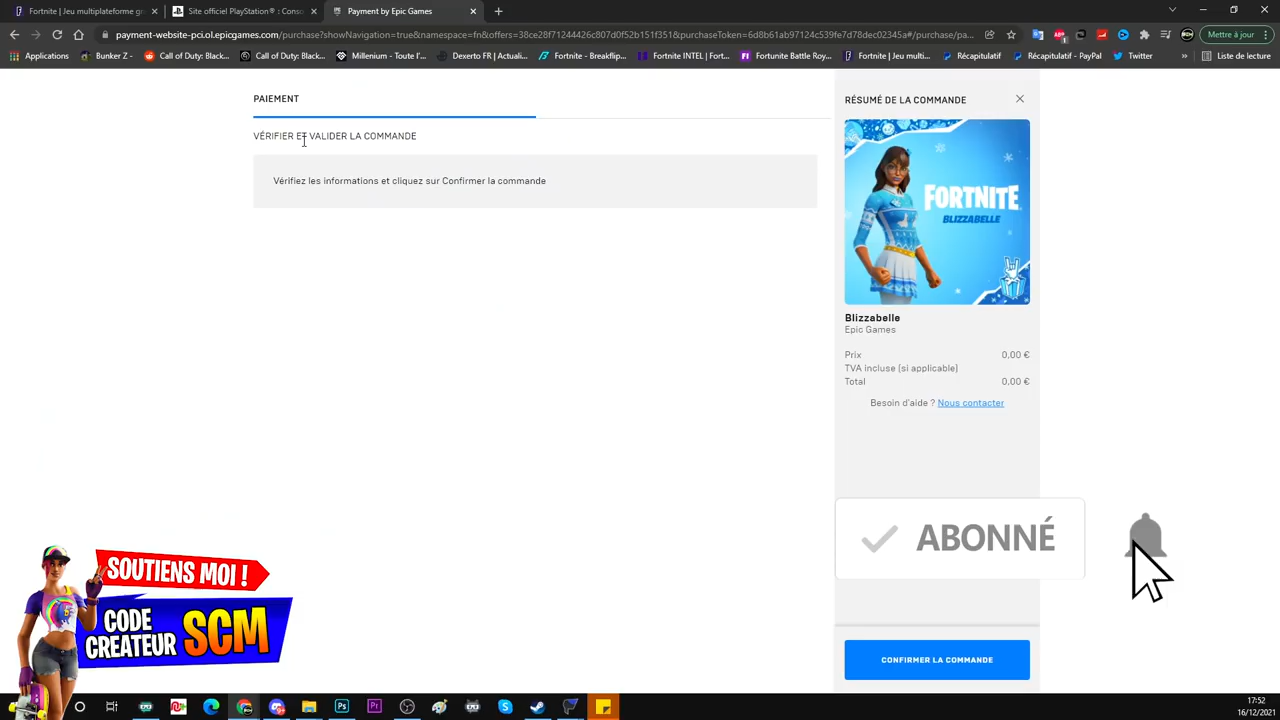 Fortnite | Jeu multiplateforme gr
Site officiel PlayStation® : Conso
Payment by Epic Games
payment-website-pci.ol.epicgames.com/purchase?showNavigation=true&namespace=fn&offers=38ce28f71244426c807d0f52b151f351&purchaseToken=6d8b61ab97124c539fe7d78dec02345a#/purchase/pa...
Mettre à jour
Applications
Bunker Z -
Call of Duty: Blac...
Call of Duty: Black...
Millenium - Toute l'...
Dexerto FR | Actuali...
Fortnite - Breakflip...
Fortnite INTEL | Fort...
Fortunite Battle Roy...
Fortnite | Jeu multi...
Récapitulatif - PayPal
Récapitulatif - PayPal
Twitter
»
Liste de lecture
PAIEMENT
VÉRIFIER ET VALIDER LA COMMANDE
Vérifiez les informations et cliquez sur Confirmer la commande
RÉSUMÉ DE LA COMMANDE
FORTNITE
BLIZZABELLE
Blizzabelle
Epic Games
Prix 0,00 €
TVA incluse (si applicable)
Total 0,00 €
Besoin d'aide ? Nous contacter
ABONNÉ
CONFIRMER LA COMMANDE
SOUTIENS MOI !
CODE
CREATEUR SCM
17:52
16/12/2021